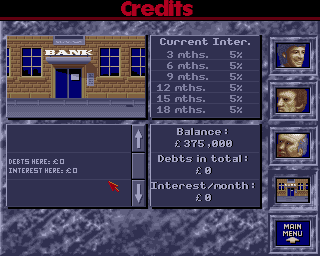 Credits
BANK
Current Inter.
3 mths. 5%
6 mths. 5%
9 mths. 5%
12 mths. 5%
15 mths. 5%
18 mths. 5%
DEBTS HERE: £0
INTEREST HERE: £0
Balance:
£ 375,000
Debts in total:
£ 0
Interest/month:
£ 0
MAIN
MENU